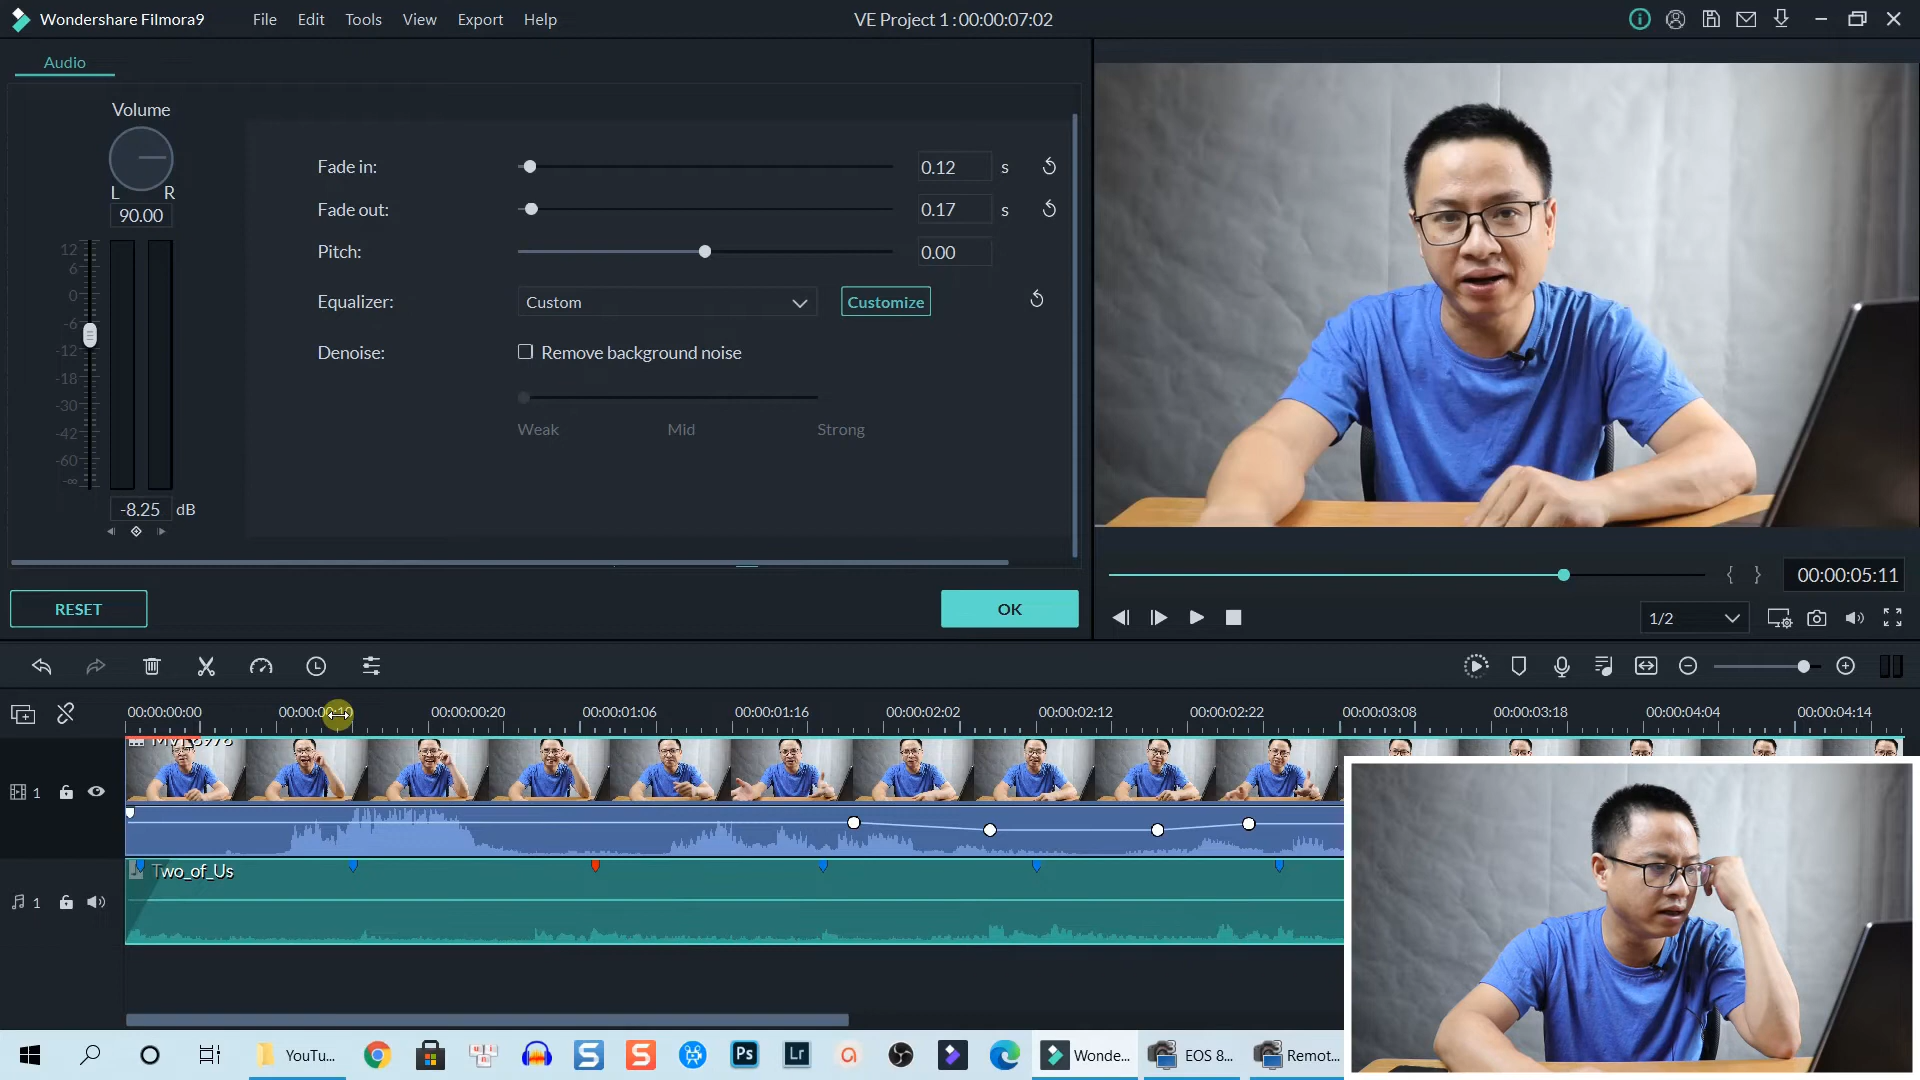 Wondershare Filmora9
File
Edit
Tools
View
Export
Help
VE Project 1 : 00:00:07:02
Audio
Volume
L
R
90.00
12
6
0
-6
-12
-18
-30
-42
-60
-∞
-8.25 dB
Fade in:
0.12 s
Fade out:
0.17 s
Pitch:
0.00
Equalizer:
Custom
Customize
Denoise:
Remove background noise
Weak
Mid
Strong
RESET
OK
00:00:05:11
1/2
00:00:00:00
00:00:00:10
00:00:00:20
00:00:01:06
00:00:01:16
00:00:02:02
00:00:02:12
00:00:02:22
00:00:03:08
00:00:03:18
00:00:04:04
00:00:04:14
1
Two_of_Us
1
YouTu...
Ps
Lr
Wonde...
EOS 8...
Remot...